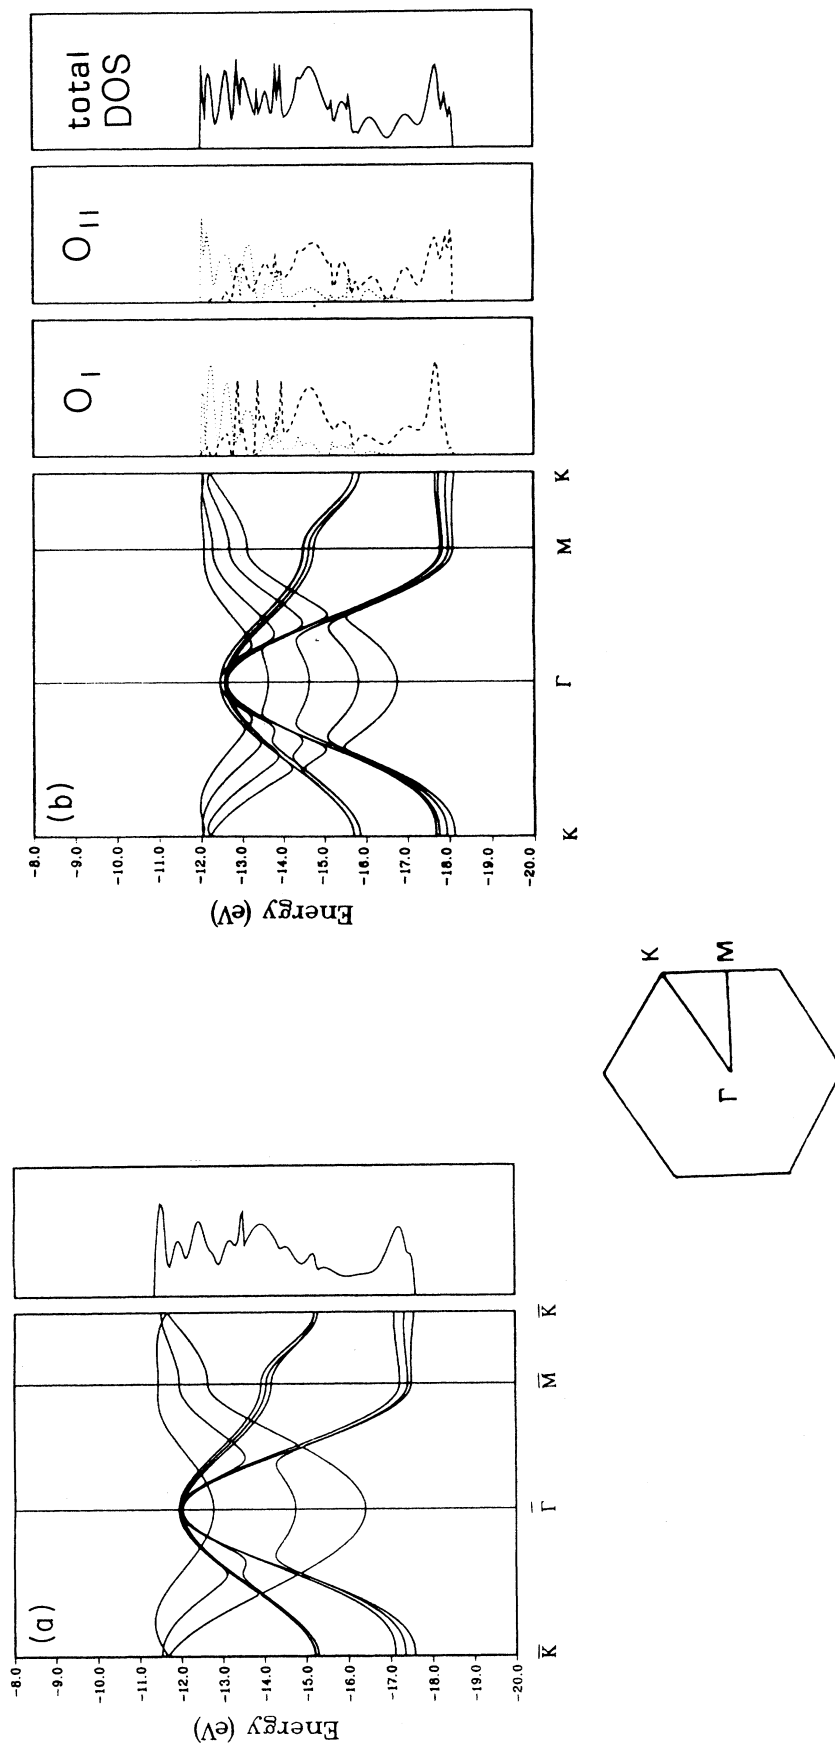 (a)
Energy (eV)
-8.0
-9.0
-10.0
-11.0
-12.0
-13.0
-14.0
-15.0
-16.0
-17.0
-18.0
-19.0
-20.0
K̅
Γ̅
M̅
K̅
(b)
Energy (eV)
-8.0
-9.0
-10.0
-11.0
-12.0
-13.0
-14.0
-15.0
-16.0
-17.0
-18.0
-19.0
-20.0
K
Γ
M
K
O I
O II
total
DOS
Γ
K
M